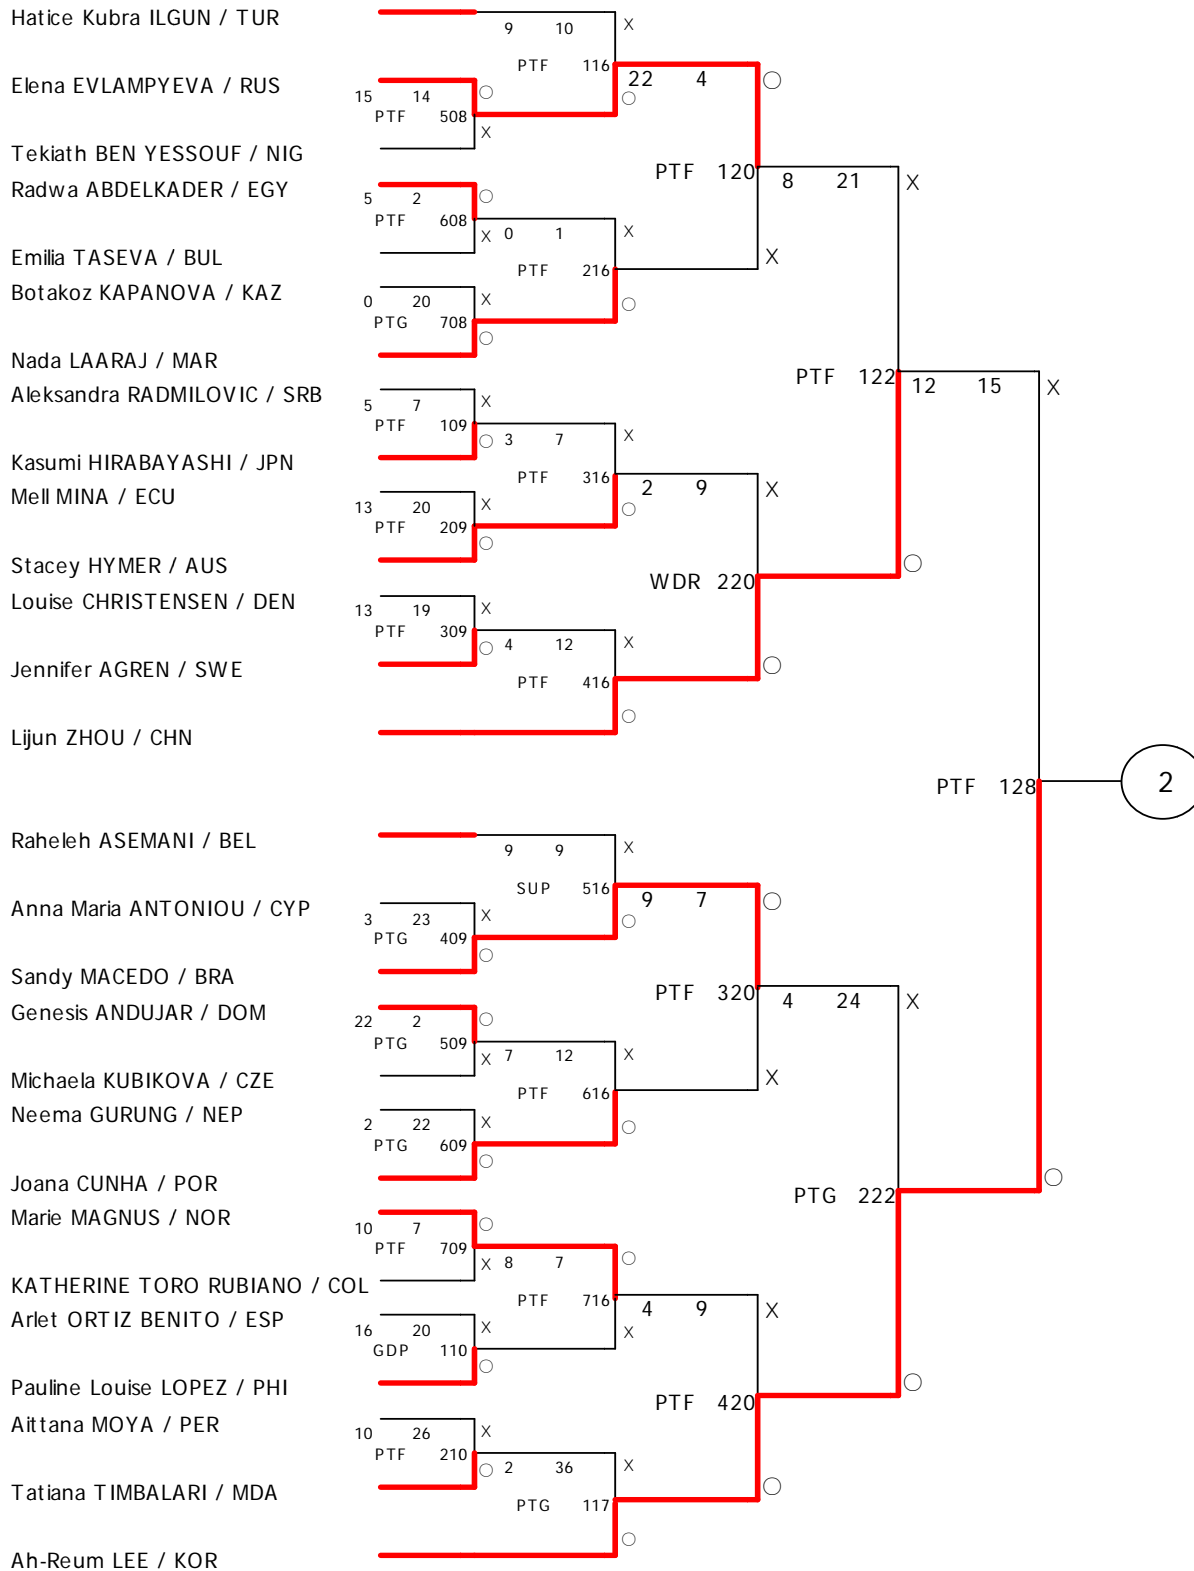 Hatice Kubra ILGUN / TUR
9 10 X
PTF 116
Elena EVLAMPYEVA / RUS
22 4
15 14
PTF 508
X
Tekiath BEN YESSOUF / NIG
PTF 120
8 21 X
Radwa ABDELKADER / EGY
5 2
PTF 608
X 0 1 X
Emilia TASEVA / BUL
X
PTF 216
Botakoz KAPANOVA / KAZ
0 20 X
PTG 708
Nada LAARAJ / MAR
PTF 122
12 15 X
Aleksandra RADMILOVIC / SRB
5 7 X
PTF 109
3 7 X
Kasumi HIRABAYASHI / JPN
PTF 316
2 9 X
Mell MINA / ECU
13 20 X
PTF 209
Stacey HYMER / AUS
WDR 220
Louise CHRISTENSEN / DEN
13 19 X
PTF 309
4 12 X
Jennifer AGREN / SWE
PTF 416
Lijun ZHOU / CHN
PTF 128
2
Raheleh ASEMANI / BEL
9 9 X
SUP 516
9 7
Anna Maria ANTONIOU / CYP
3 23 X
PTG 409
Sandy MACEDO / BRA
PTF 320
4 24 X
Genesis ANDUJAR / DOM
22 2
PTG 509
X 7 12 X
Michaela KUBIKOVA / CZE
X
PTF 616
Neema GURUNG / NEP
2 22 X
PTG 609
Joana CUNHA / POR
PTG 222
Marie MAGNUS / NOR
10 7
PTF 709
X 8 7
KATHERINE TORO RUBIANO / COL
PTF 716
4 9 X
Arlet ORTIZ BENITO / ESP
16 20 X X
GDP 110
Pauline Louise LOPEZ / PHI
PTF 420
Aittana MOYA / PER
10 26 X
PTF 210
2 36 X
Tatiana TIMBALARI / MDA
PTG 117
Ah-Reum LEE / KOR